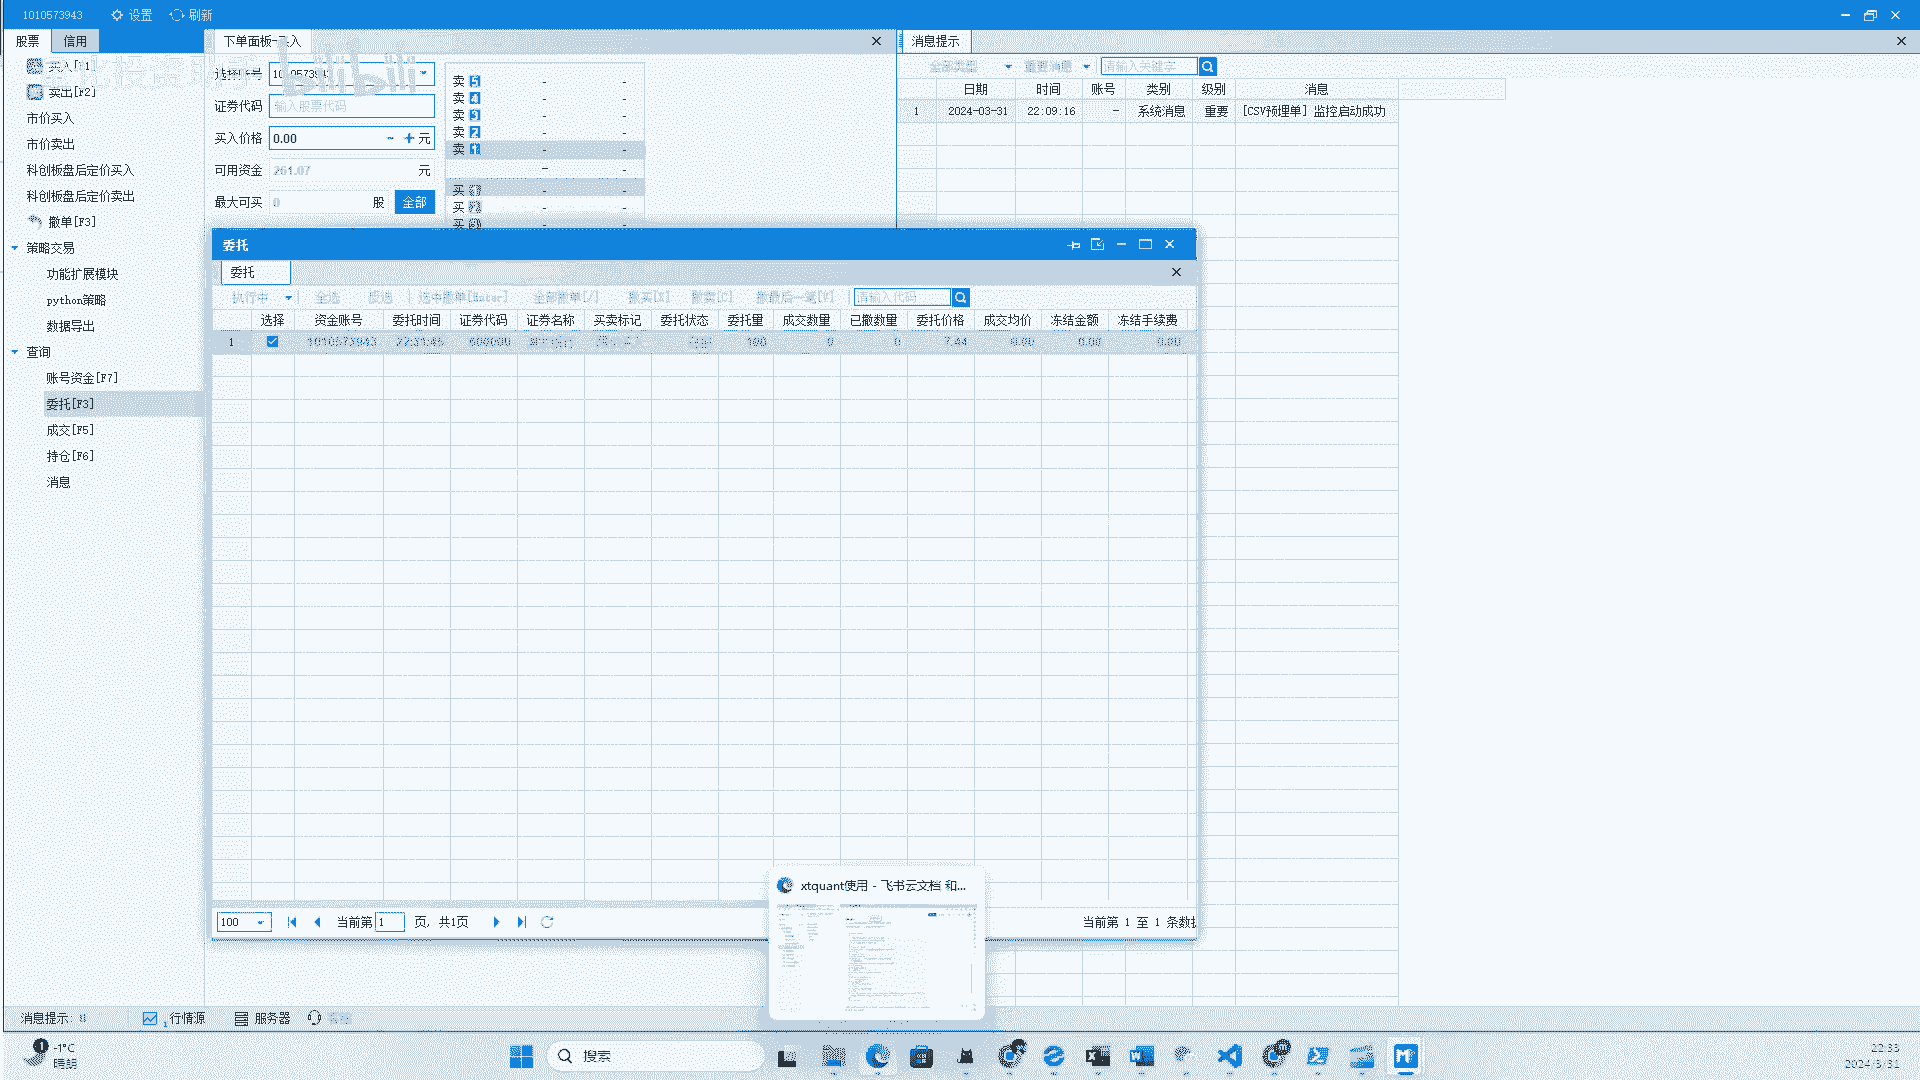 1010573943 设置 刷新
股票 信用 下单面板-买入 消息提示
买入[F1]
卖出[F2]
市价买入
市价卖出
科创板盘后定价买入
科创板盘后定价卖出
撤单[F3]
策略交易
功能扩展模块
python策略
数据导出
查询
账号资金[F7]
委托[F3]
成交[F5]
持仓[F6]
消息
bilibili
选择账号
证券代码 输入股票代码
买入价格 0.00 元
可用资金 261.07 元
最大可买 0 股 全部
卖 5 - -
卖 4 - -
卖 3 - -
卖 2 - -
卖 1 - -
- -
买 1 - -
买 2 - -
买 3 - -
全部类型 重要消息 请输入关键字
日期 时间 账号 类别 级别 消息
1 2024-03-31 22:09:16 - 系统消息 重要 [CSV预埋单] 监控启动成功
委托
委托
执行中 全选 反选 选中撤单[Enter] 全部撤单[/] 撤买[X] 撤卖[C] 撤最后一笔[V] 请输入代码
选择 资金账号 委托时间 证券代码 证券名称 买卖标记 委托状态 委托量 成交数量 已撤数量 委托价格 成交均价 冻结金额 冻结手续费
1 1010573943 22:31:45 600000 100 0 0 7.44 0.00 0.00 0.00
100 当前第 1 页, 共1页 当前第 1 至 1 条数据
xtquant使用 - 飞书云文档 和...
消息提示: 行情源 服务器
-1°C
晴朗
搜索
22:33
2024/3/31